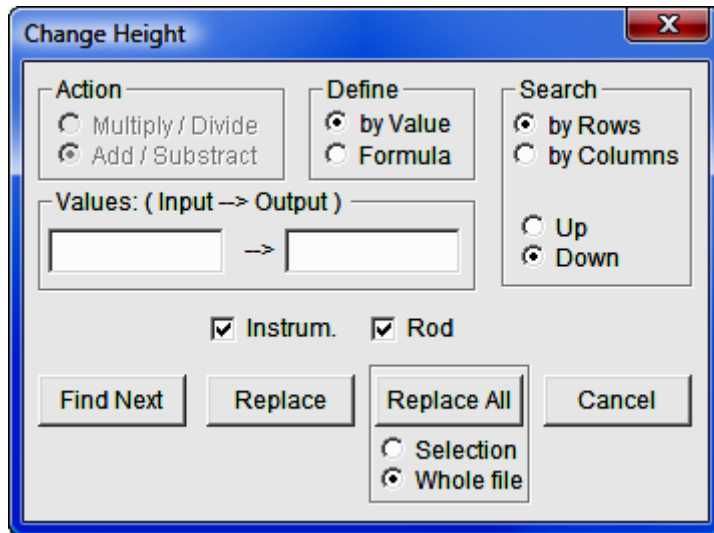 Change Height
Action
Multiply / Divide
Add / Substract
Define
by Value
Formula
Search
by Rows
by Columns
Up
Down
Values: ( Input --> Output )
-->
Instrum.
Rod
Find Next
Replace
Replace All
Cancel
Selection
Whole file